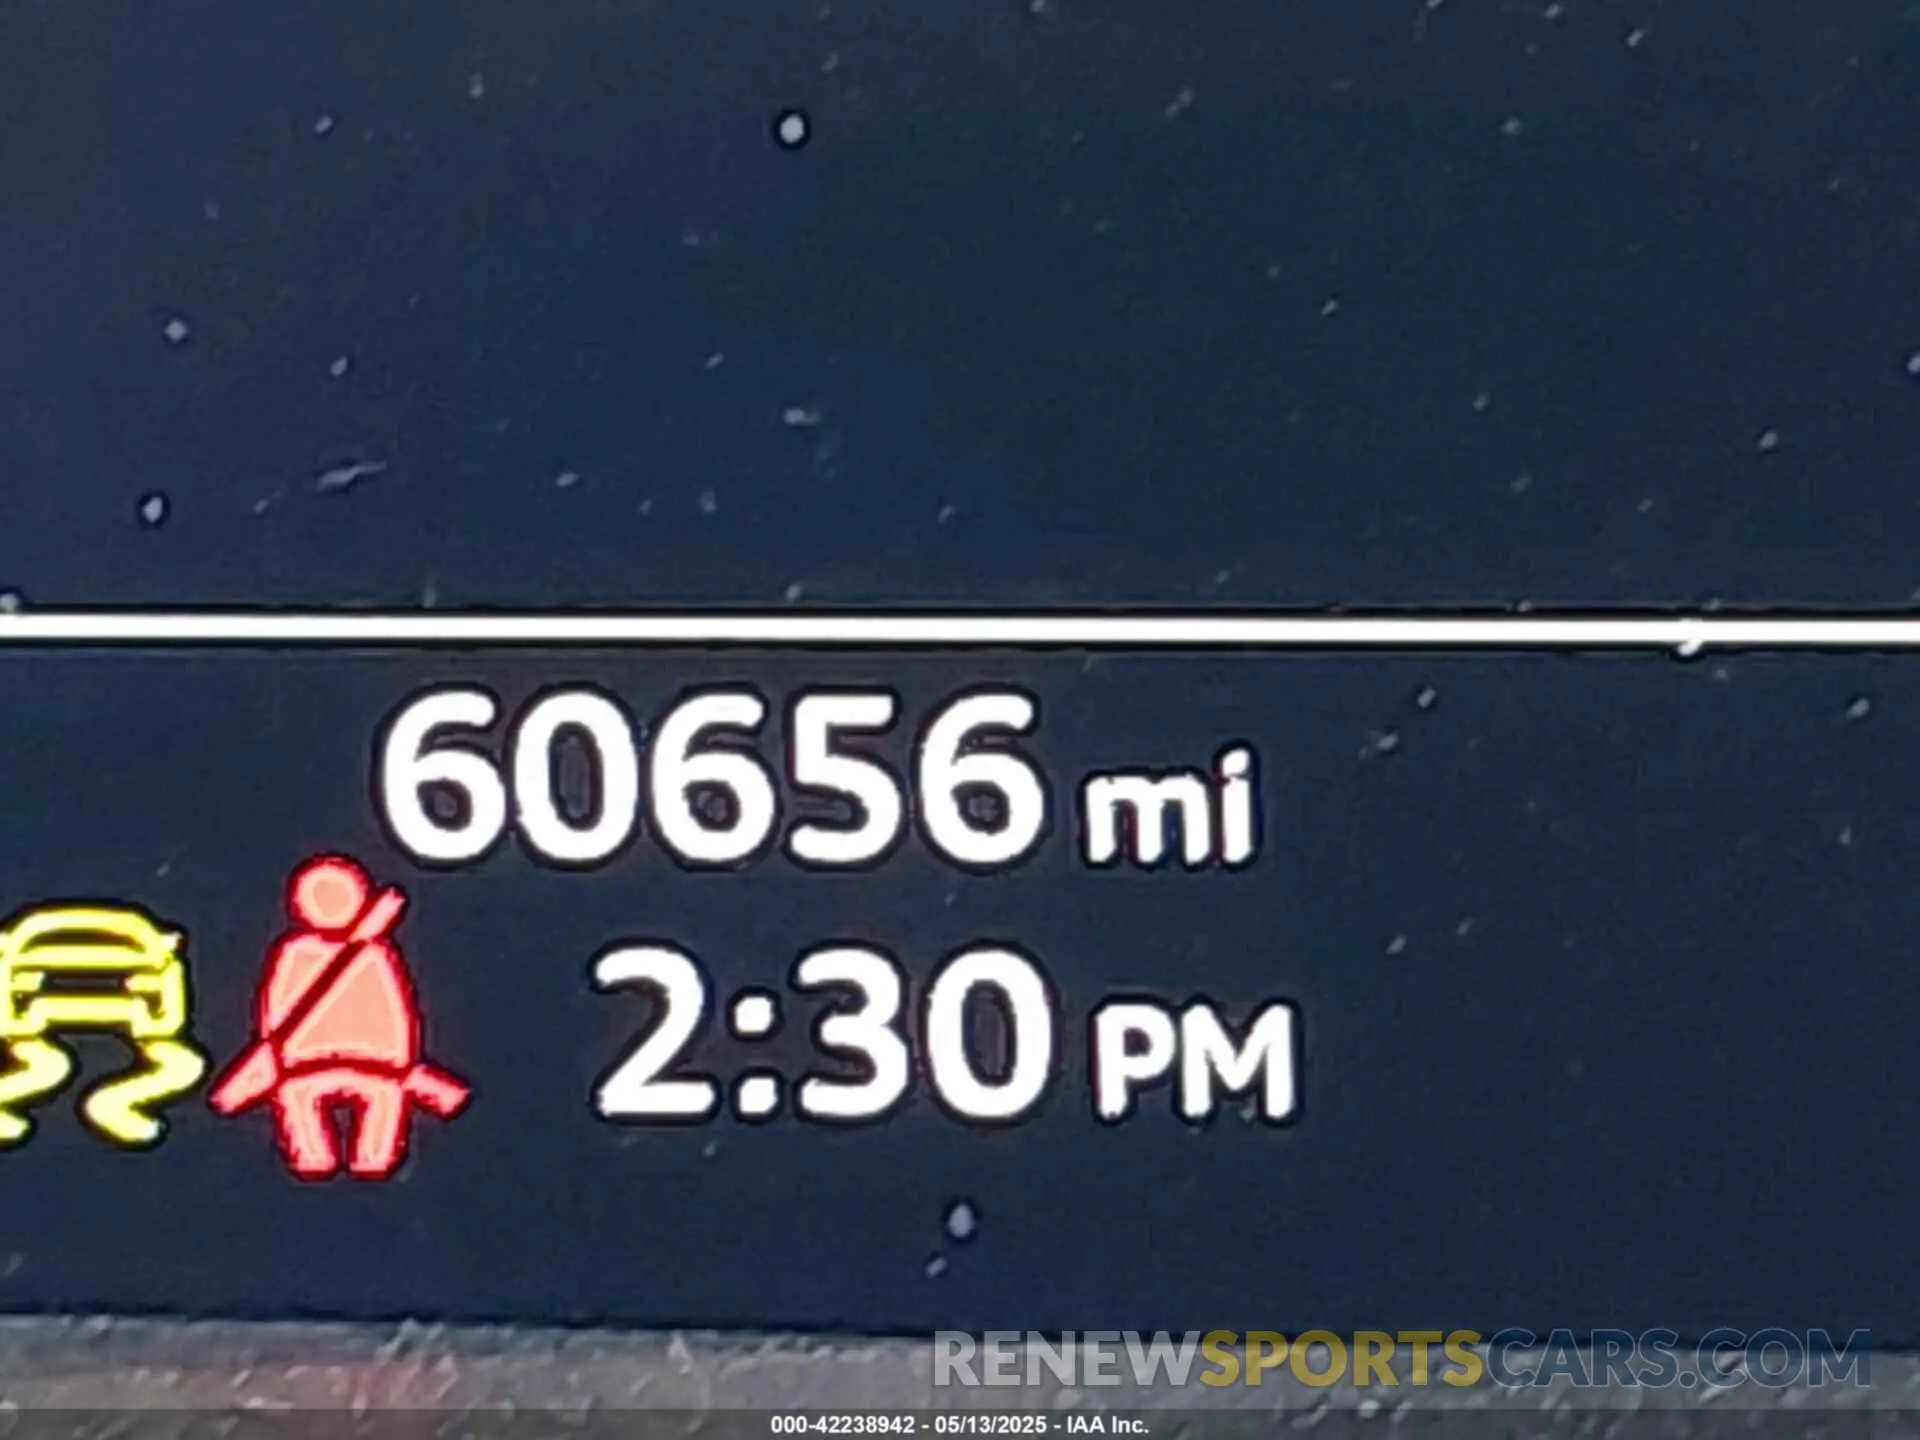 60656 mi
2:30 PM
RENEWSPORTSCARS.COM
000-42238942 - 05/13/2025 - IAA Inc.